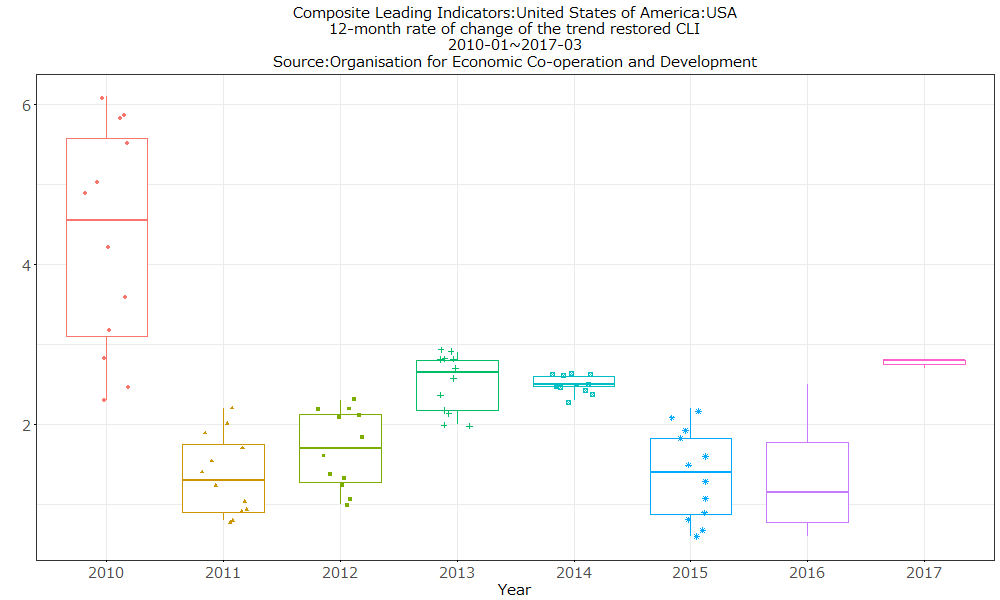 Composite Leading Indicators:United States of America:USA
12-month rate of change of the trend restored CLI
2010-01~2017-03
Source:Organisation for Economic Co-operation and Development
6
4
2
2010 2011 2012 2013 2014 2015 2016 2017
Year